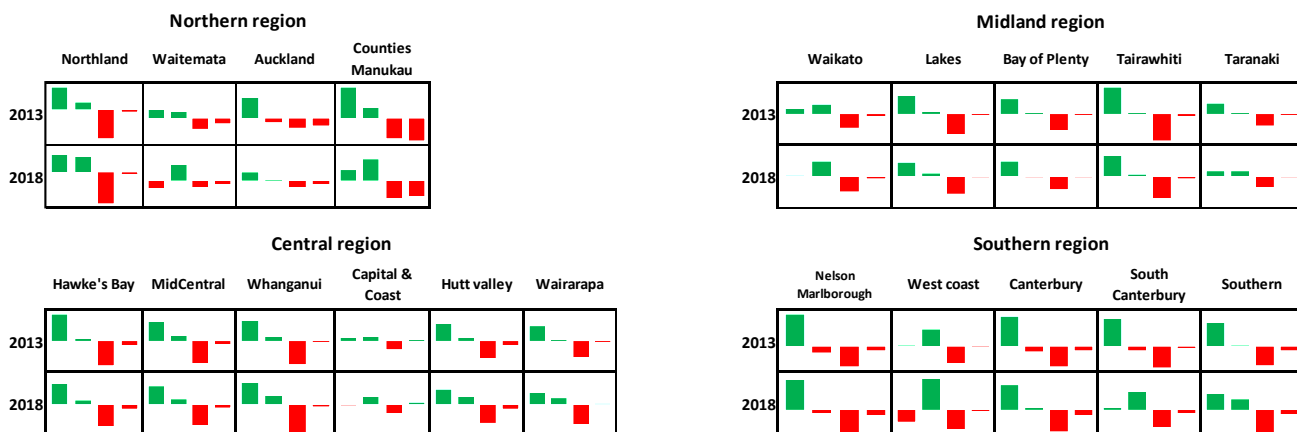 Northern region
Northland Waitemata Auckland Counties
Manukau
2013
2018
Midland region
Waikato Lakes Bay of Plenty Tairawhiti Taranaki
2013
2018
Central region
Hawke's Bay MidCentral Whanganui Capital &
Coast Hutt valley Wairarapa
2013
2018
Southern region
Nelson
Marlborough West coast Canterbury South
Canterbury Southern
2013
2018